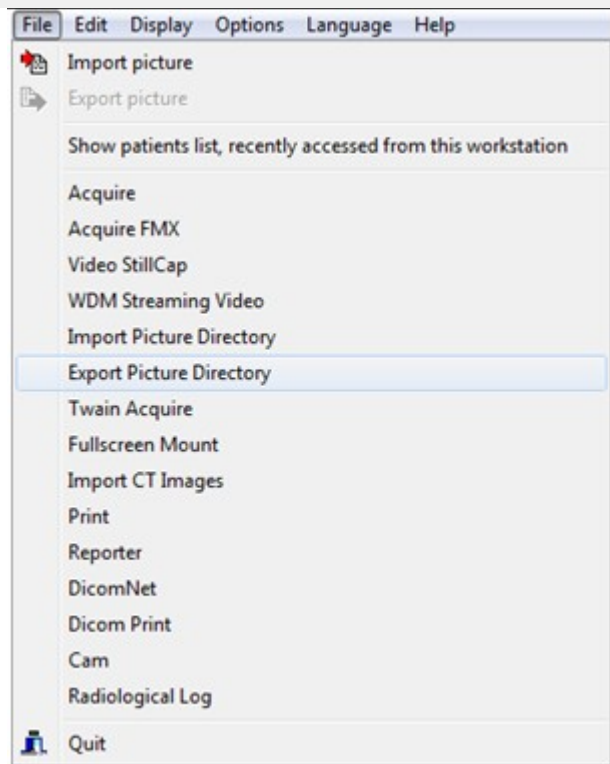 File Edit Display Options Language Help
Import picture
Export picture
Show patients list, recently accessed from this workstation
Acquire
Acquire FMX
Video StillCap
WDM Streaming Video
Import Picture Directory
Export Picture Directory
Twain Acquire
Fullscreen Mount
Import CT Images
Print
Reporter
DicomNet
Dicom Print
Cam
Radiological Log
Quit